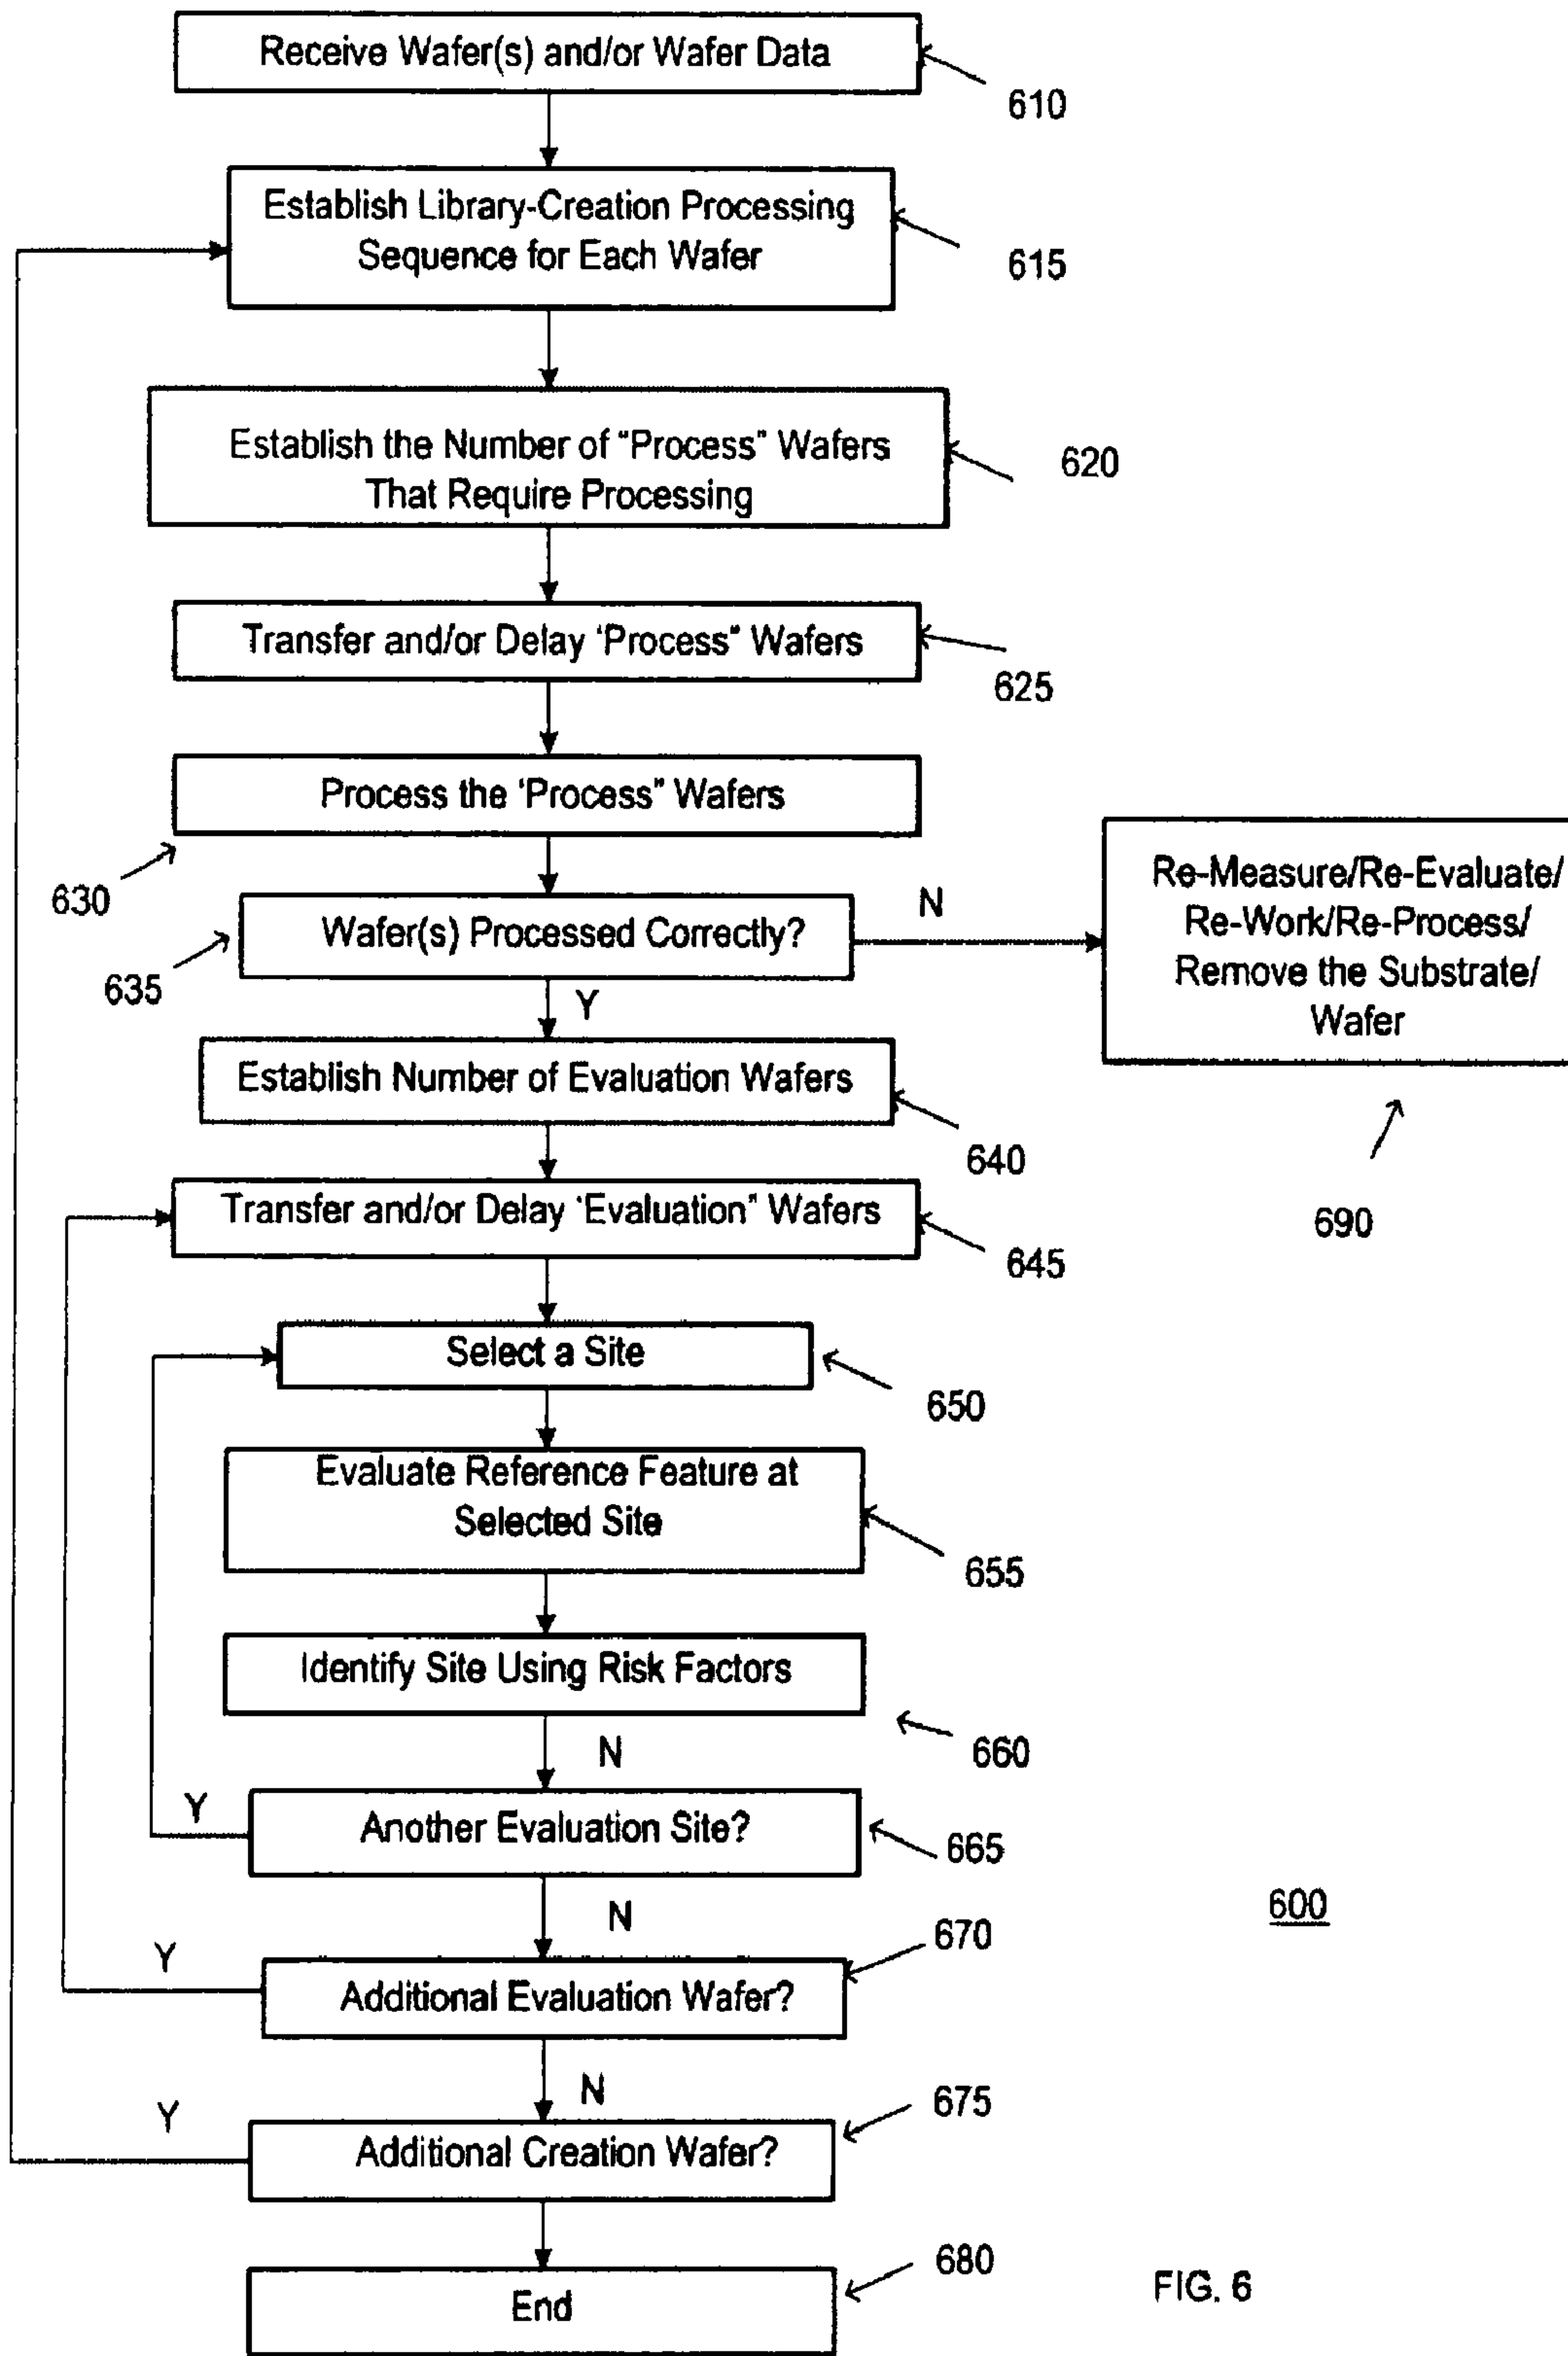 Receive Wafer(s) and/or Wafer Data
610
Establish Library-Creation Processing
Sequence for Each Wafer
615
Establish the Number of "Process" Wafers
That Require Processing
620
Transfer and/or Delay 'Process" Wafers
625
Process the 'Process" Wafers
630
Wafer(s) Processed Correctly?
635
N
Re-Measure/Re-Evaluate/
Re-Work/Re-Process/
Remove the Substrate/
Wafer
690
Y
Establish Number of Evaluation Wafers
640
Transfer and/or Delay 'Evaluation" Wafers
645
Select a Site
650
Evaluate Reference Feature at
Selected Site
655
Identify Site Using Risk Factors
660
N
Another Evaluation Site?
665
Y
N
600
Additional Evaluation Wafer?
670
Y
N
Additional Creation Wafer?
675
Y
End
680
FIG. 6